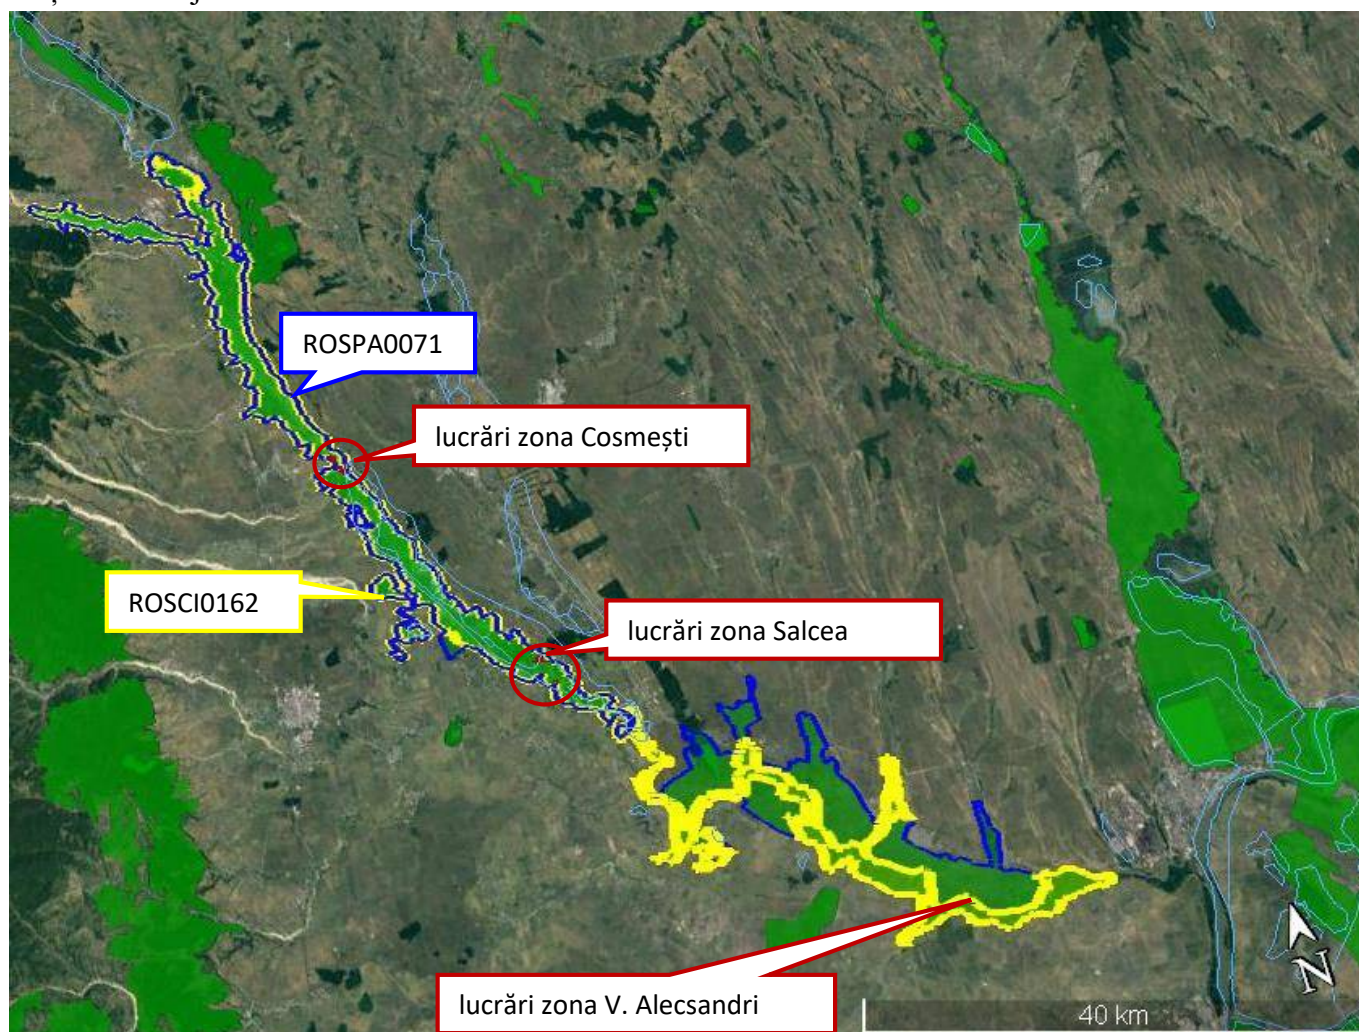 ROSPA0071
lucrări zona Cosmești
ROSCI0162
lucrări zona Salcea
lucrări zona V. Alecsandri
40 km
N